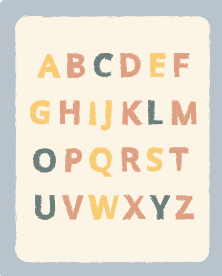 ABCDEF
GHIJKLM
OPQRST
UVWXYZ